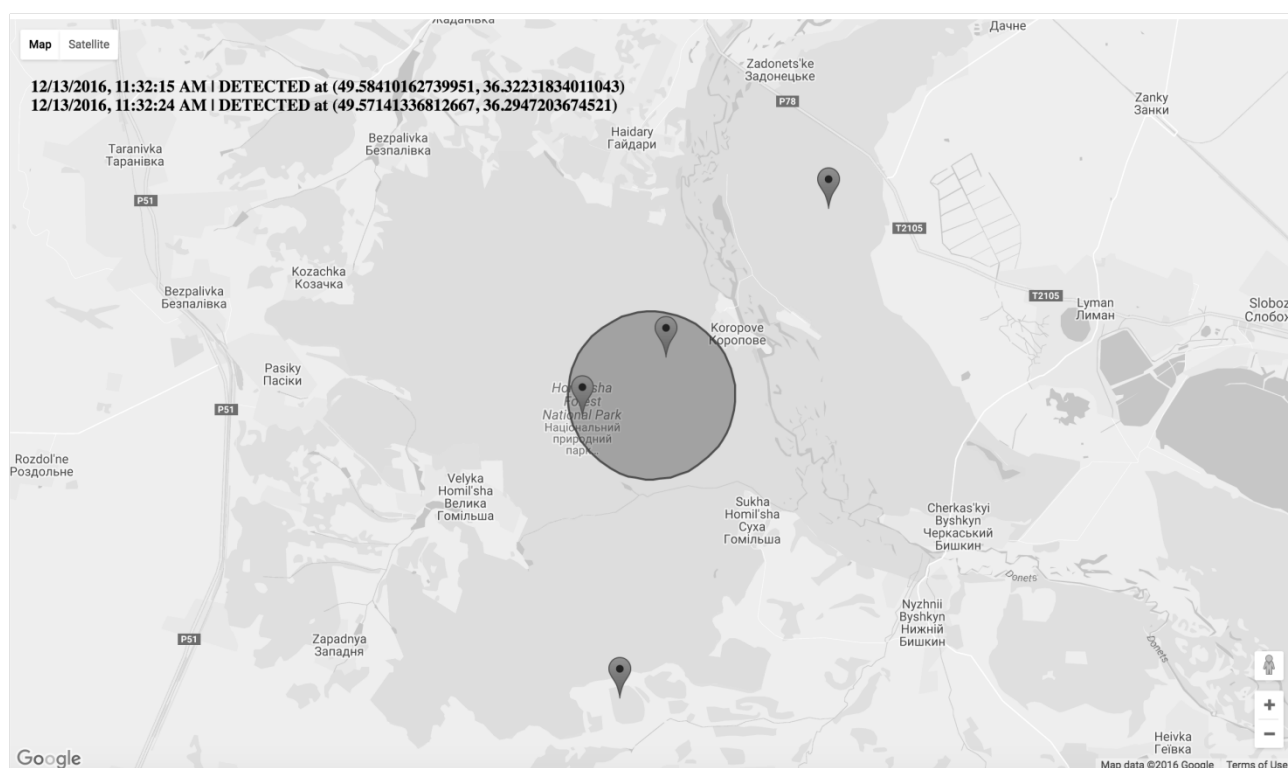 Жаданівка
Дачне
Map
Satellite
Zadonets'ke
Задонецьке
12/13/2016, 11:32:15 AM | DETECTED at (49.58410162739951, 36.32231834011043)
12/13/2016, 11:32:24 AM | DETECTED at (49.57141336812667, 36.2947203674521)
P78
Zanky
Занки
Taranivka
Таранівка
Bezpalivka
Безпалівка
Haidary
Гайдари
P51
T2105
Kozachka
Козачка
Bezpalivka
Безпалівка
T2105
Lyman
Лиман
Sloboz
Слобож
Koropove
Коропове
Pasiky
Пасіки
P51
Forest
National Park
Національний
природний
парк...
Rozdol'ne
Роздольне
Velyka
Homil'sha
Велика
Гомільша
Sukha
Homil'sha
Суха
Гомільша
Cherkas'kyi
Byshkyn
Черкаський
Бишкин
Donets
Nyzhnii
Byshkyn
Нижній
Бишкин
P51
Zapadnya
Западня
Donets
Heivka
Геївка
Google
Map data ©2016 Google
Terms of Use